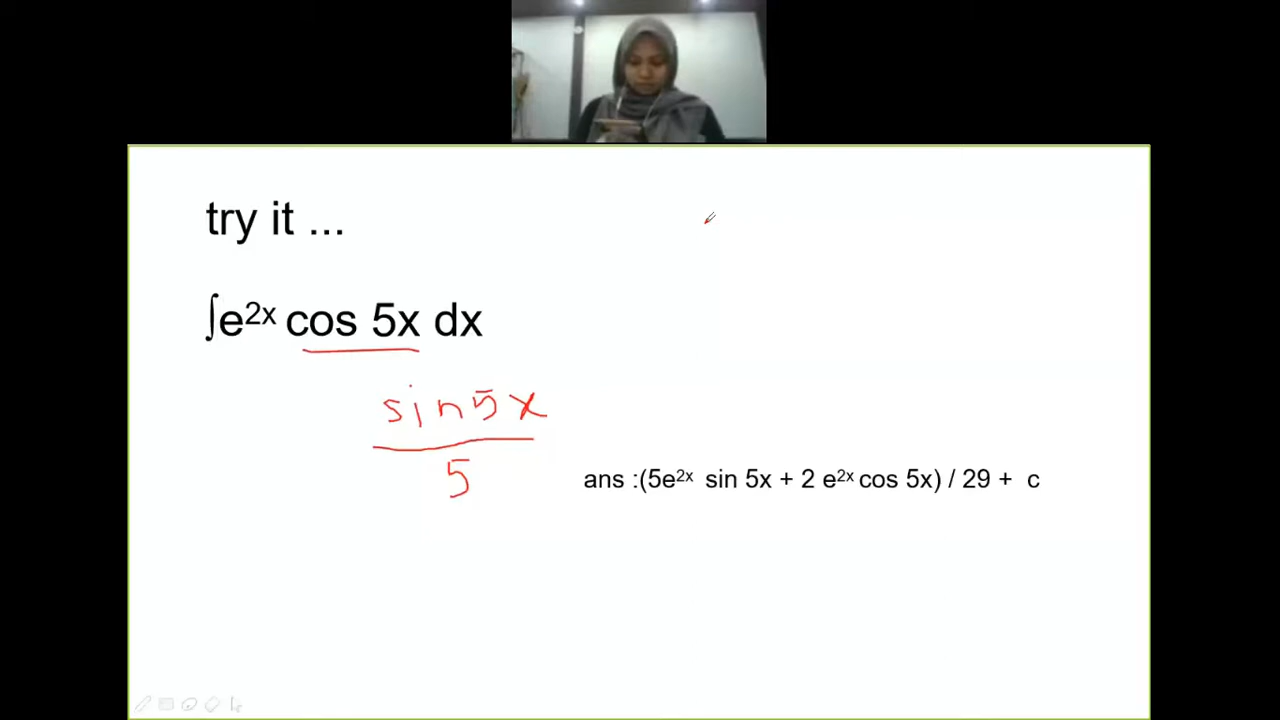 try it ...
∫e²ˣ cos 5x dx
sin5x
5
ans :(5e²ˣ sin 5x + 2 e²ˣ cos 5x) / 29 + c